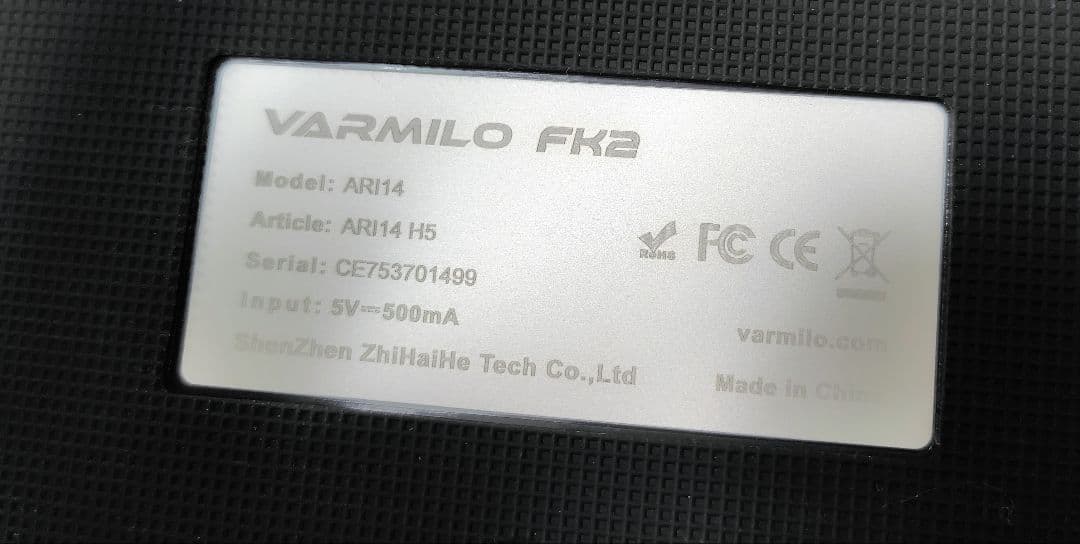 VARMILO FK2
Model: ARI14
Article: ARI14 H5
Serial: CE753701499
Input: 5V⎓500mA
ShenZhen ZhiHaiHe Tech Co.,Ltd
RoHS FC CE
varmilo.com
Made in China